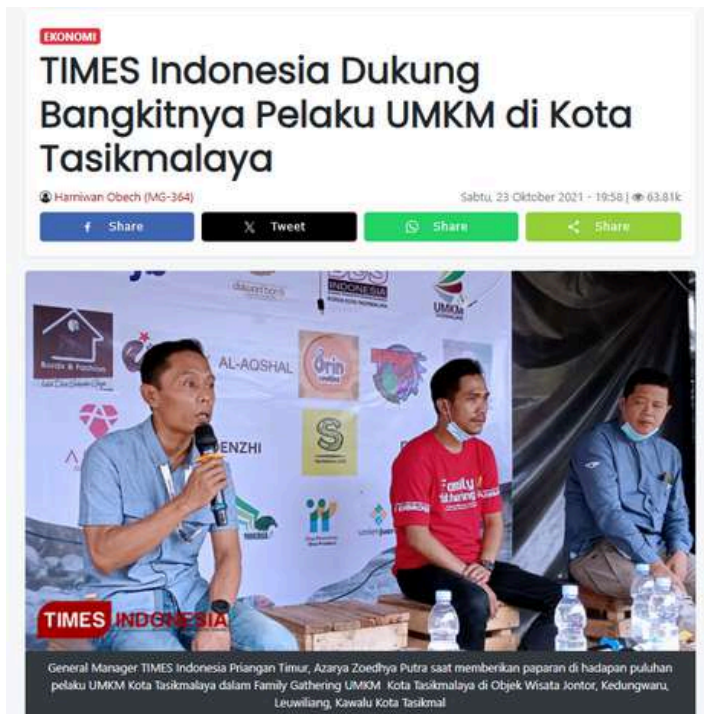 EKONOMI
TIMES Indonesia Dukung
Bangkitnya Pelaku UMKM di Kota
Tasikmalaya
Harniwan Obech (MG-364)
Sabtu, 23 Oktober 2021 - 19:58 | 63.81k
Share
Tweet
Share
Share
INDONESIA
UMKM
Bordir & Fashion
AL-AQSHAL
Orin
ENZHI
S
TIMES INDONESIA
General Manager TIMES Indonesia Priangan Timur, Azarya Zoedhya Putra saat memberikan paparan di hadapan puluhan
pelaku UMKM Kota Tasikmalaya dalam Family Gathering UMKM Kota Tasikmalaya di Objek Wisata Jontor, Kedungwaru,
Leuwiliang, Kawalu Kota Tasikmal